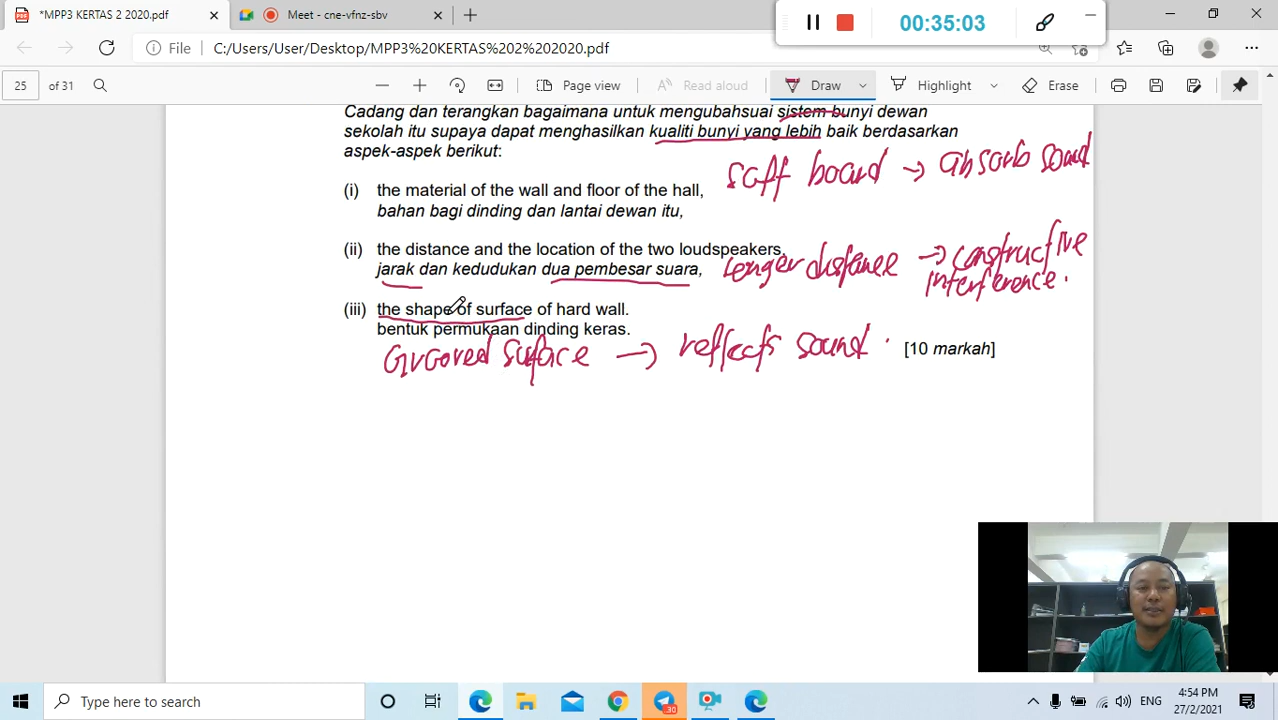 *MPP3 KERTAS 2 2020.pdf
Meet - cne-vfnz-sbv
00:35:03
File C:/Users/User/Desktop/MPP3%20KERTAS%202%202020.pdf
25 of 31
Page view
Read aloud
Draw
Highlight
Erase
Cadang dan terangkan bagaimana untuk mengubahsuai sistem bunyi dewan
sekolah itu supaya dapat menghasilkan kualiti bunyi yang lebih baik berdasarkan
aspek-aspek berikut:
soft board → absorb sound
(i) the material of the wall and floor of the hall,
bahan bagi dinding dan lantai dewan itu,
(ii) the distance and the location of the two loudspeakers,
jarak dan kedudukan dua pembesar suara,
Longer distance → constructive
interference.
(iii) the shape of surface of hard wall.
bentuk permukaan dinding keras.
Grooved surface → reflects sound .
[10 markah]
Type here to search
30
ENG
4:54 PM
27/2/2021